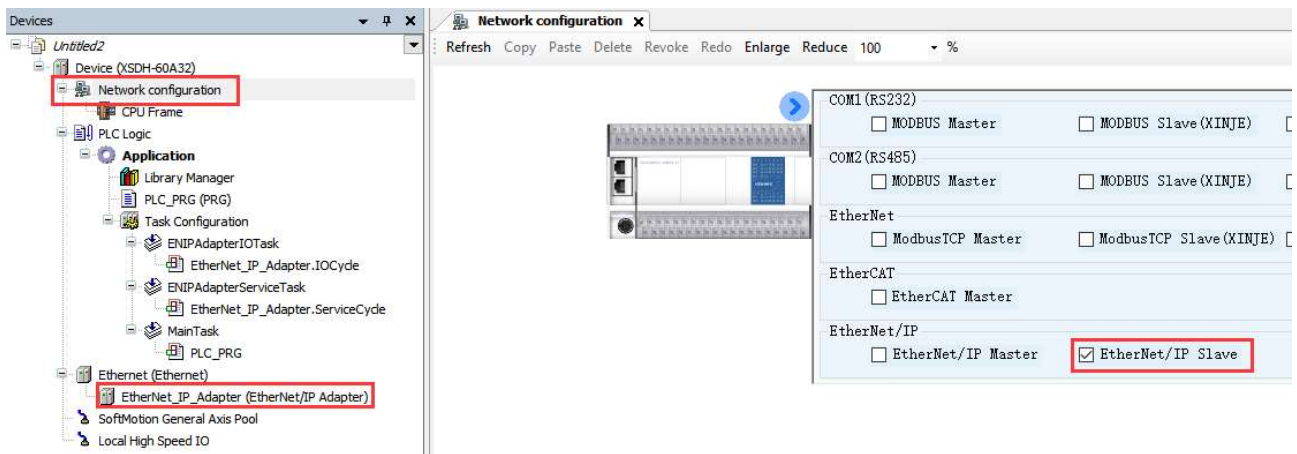 Devices
Untitled2
Device (XSDH-60A32)
Network configuration
CPU Frame
PLC Logic
Application
Library Manager
PLC_PRG (PRG)
Task Configuration
ENIPAdapterIOTask
EtherNet_IP_Adapter.IOCycle
ENIPAdapterServiceTask
EtherNet_IP_Adapter.ServiceCycle
MainTask
PLC_PRG
Ethernet (Ethernet)
EtherNet_IP_Adapter (EtherNet/IP Adapter)
SoftMotion General Axis Pool
Local High Speed IO
Network configuration
Refresh Copy Paste Delete Revoke Redo Enlarge Reduce 100 %
COM1(RS232)
MODBUS Master MODBUS Slave(XINJE)
COM2(RS485)
MODBUS Master MODBUS Slave(XINJE)
EtherNet
ModbusTCP Master ModbusTCP Slave(XINJE)
EtherCAT
EtherCAT Master
EtherNet/IP
EtherNet/IP Master EtherNet/IP Slave